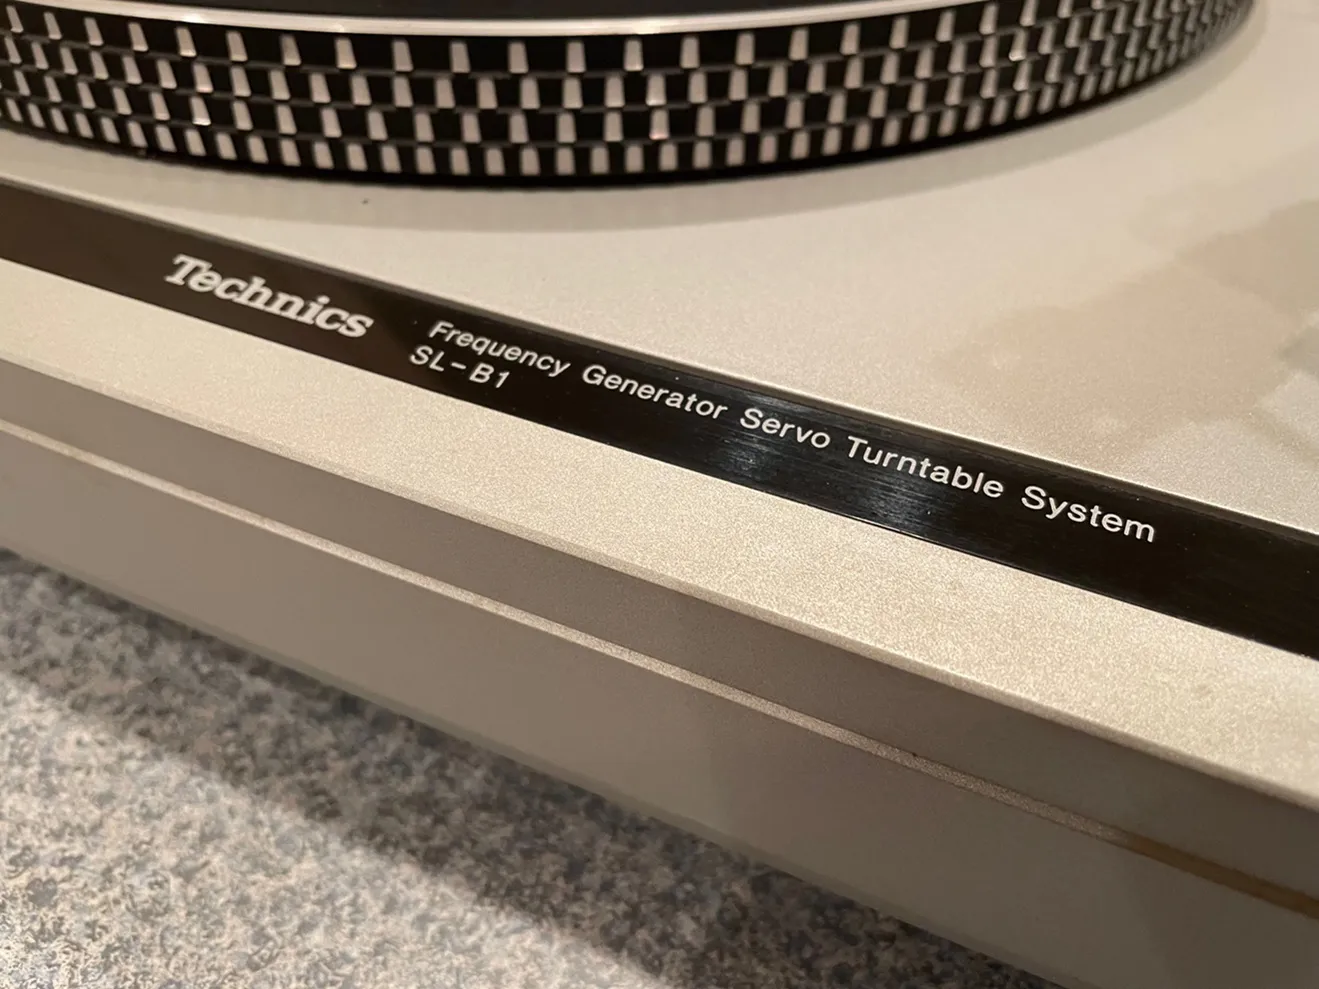 Technics
Frequency Generator Servo Turntable System
SL-B1